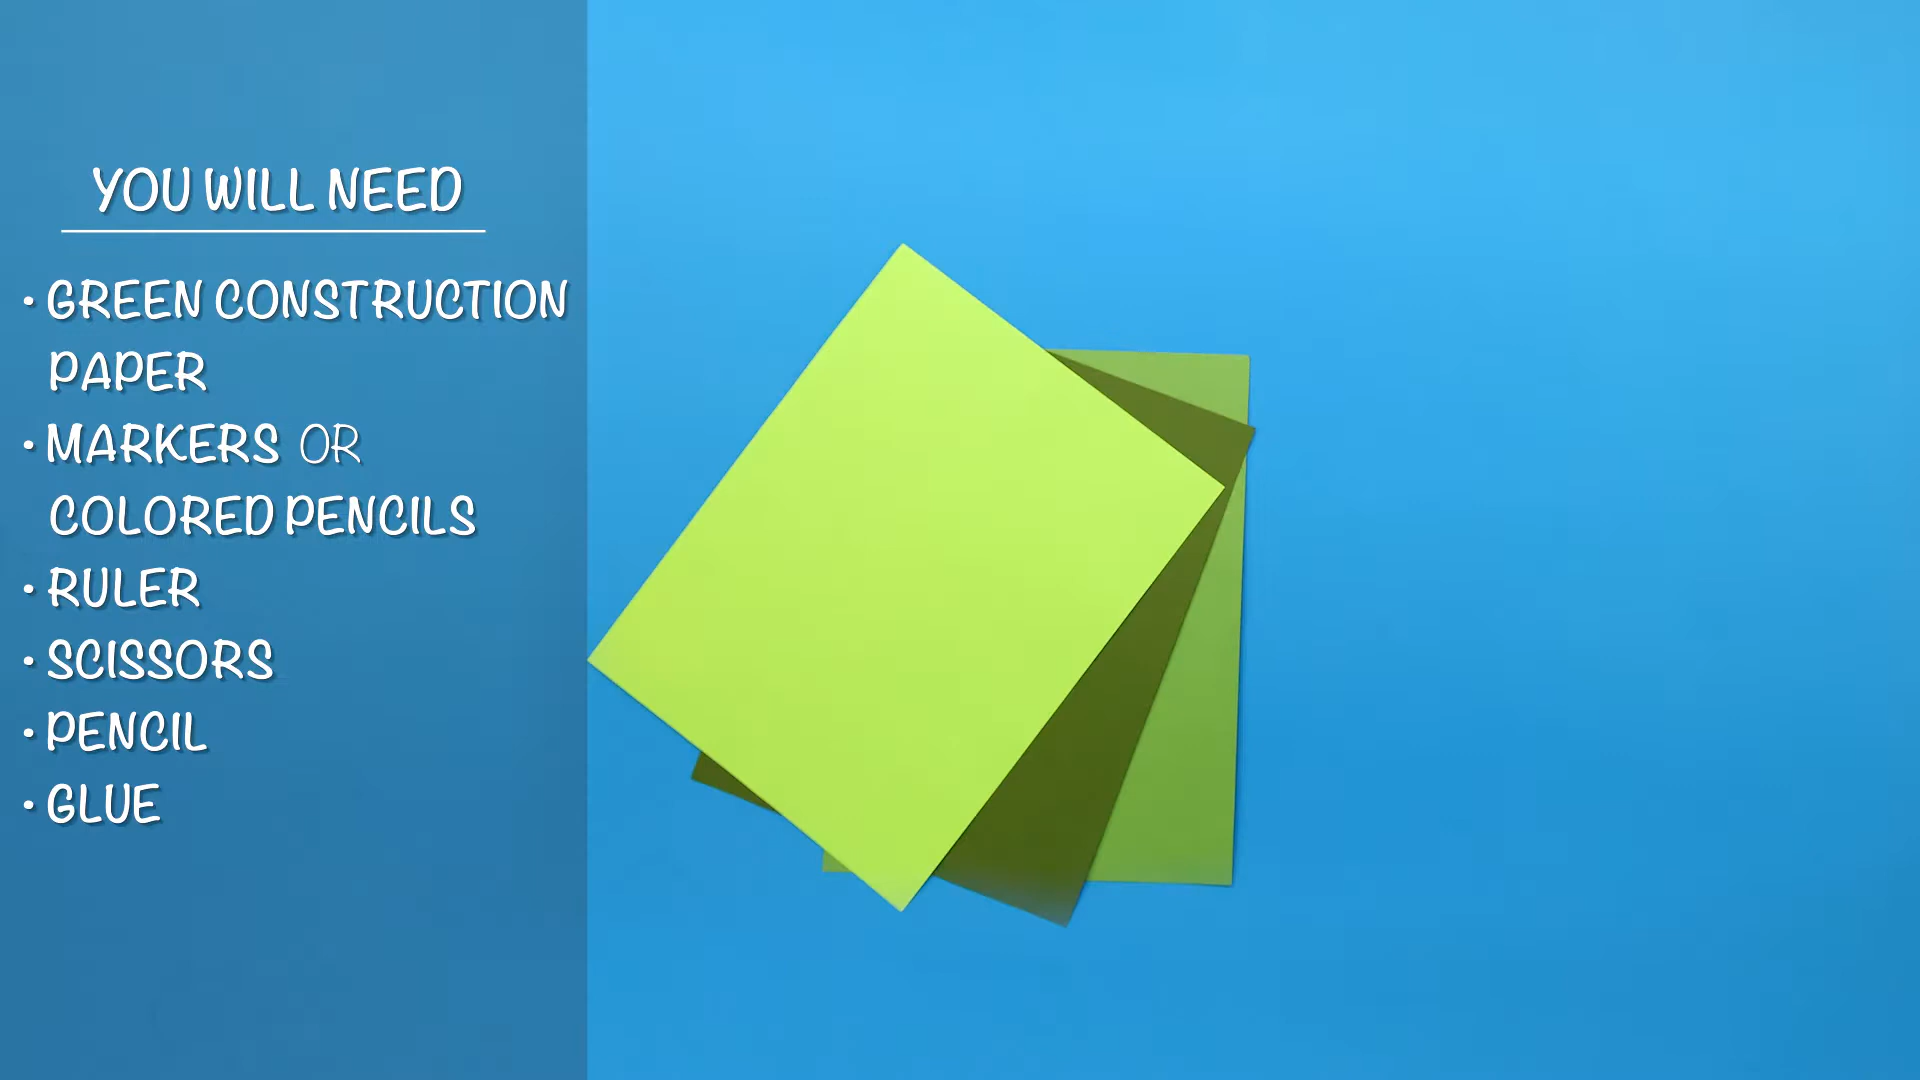 YOU WILL NEED
• GREEN CONSTRUCTION
PAPER
• MARKERS OR
COLORED PENCILS
• RULER
• SCISSORS
• PENCIL
• GLUE